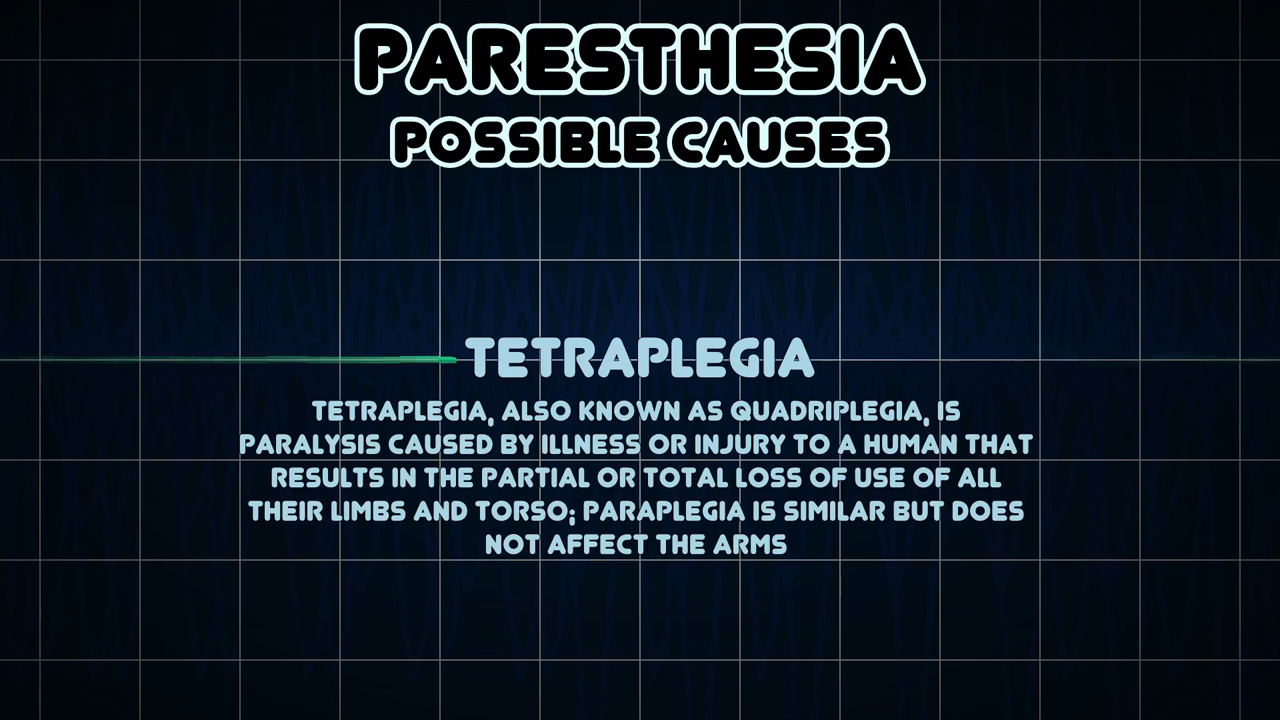 PARESTHESIA
POSSIBLE CAUSES
TETRAPLEGIA
TETRAPLEGIA, ALSO KNOWN AS QUADRIPLEGIA, IS
PARALYSIS CAUSED BY ILLNESS OR INJURY TO A HUMAN THAT
RESULTS IN THE PARTIAL OR TOTAL LOSS OF USE OF ALL
THEIR LIMBS AND TORSO; PARAPLEGIA IS SIMILAR BUT DOES
NOT AFFECT THE ARMS